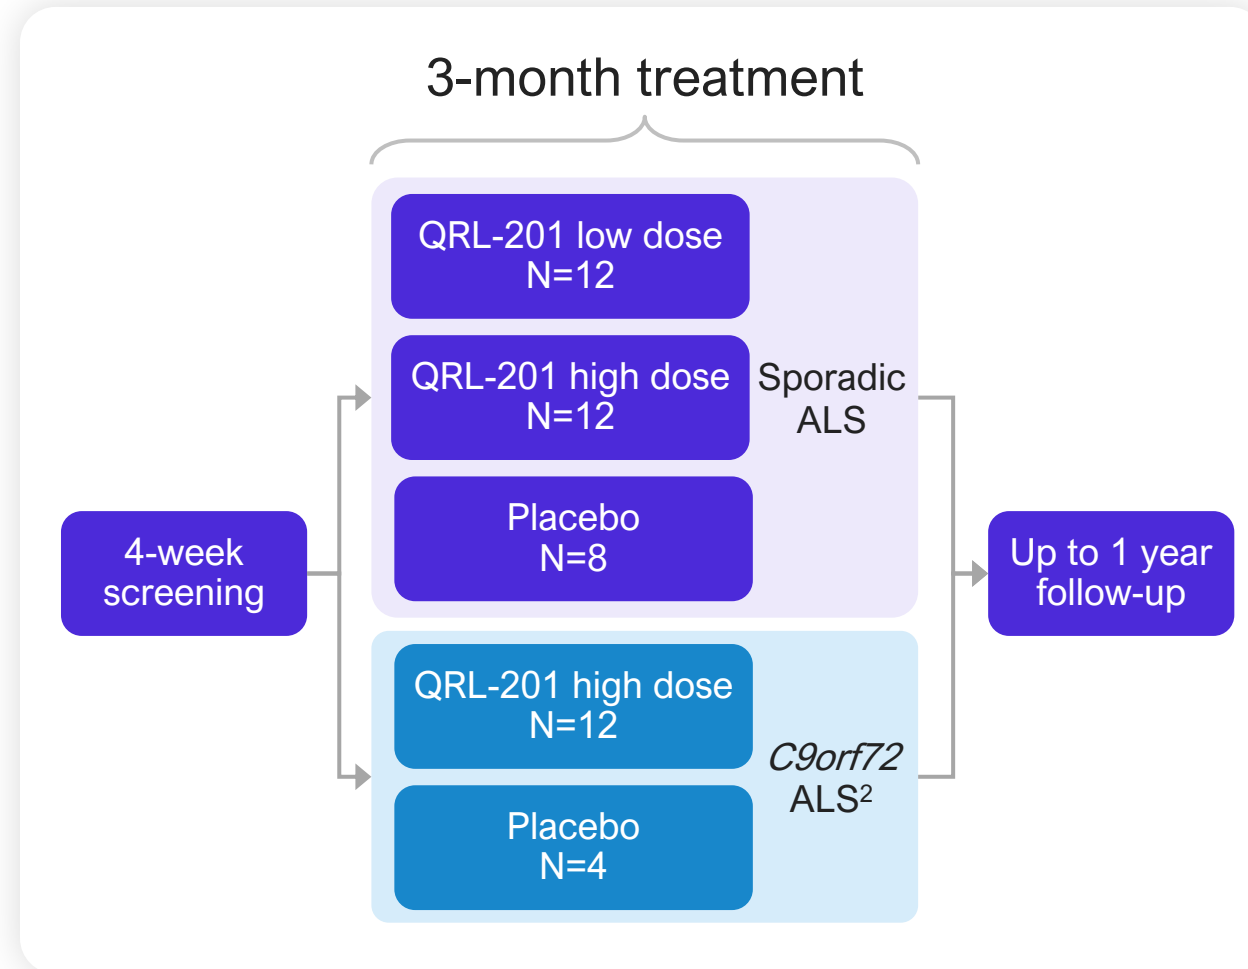 3-month treatment
QRL-201 low dose
N=12
QRL-201 high dose
N=12
Placebo
N=8
Sporadic
ALS
4-week
screening
Up to 1 year
follow-up
QRL-201 high dose
N=12
Placebo
N=4
C9orf72
ALS²